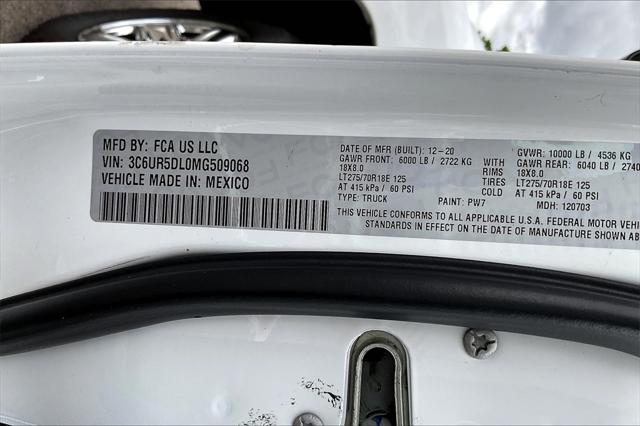 MFD BY: FCA US LLC
VIN: 3C6UR5DL0MG509068
VEHICLE MADE IN: MEXICO
DATE OF MFR (BUILT): 12-20 GVWR: 10000 LB / 4536 KG
GAWR FRONT: 6000 LB / 2722 KG WITH GAWR REAR: 6040 LB / 2740
18X8.0 RIMS 18X8.0
LT275/70R18E 125 TIRES LT275/70R18E 125
AT 415 kPa / 60 PSI COLD AT 415 kPa / 60 PSI
TYPE: TRUCK PAINT: PW7 MDH: 120703
THIS VEHICLE CONFORMS TO ALL APPLICABLE U.S.A. FEDERAL MOTOR VEHI
STANDARDS IN EFFECT ON THE DATE OF MANUFACTURE SHOWN AB